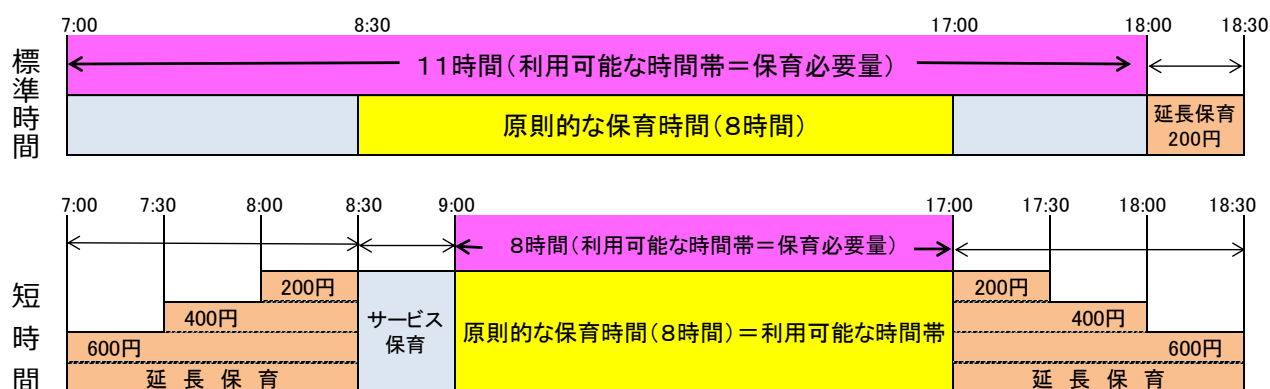 7:00 8:30 17:00 18:00 18:30
標準時間
11時間(利用可能な時間帯=保育必要量)
原則的な保育時間(8時間)
延長保育
200円
7:00 7:30 8:00 8:30 9:00 17:00 17:30 18:00 18:30
短時間
8時間(利用可能な時間帯=保育必要量)
200円
400円
600円
延長保育
サービス
保育
原則的な保育時間(8時間)=利用可能な時間帯
200円
400円
600円
延長保育